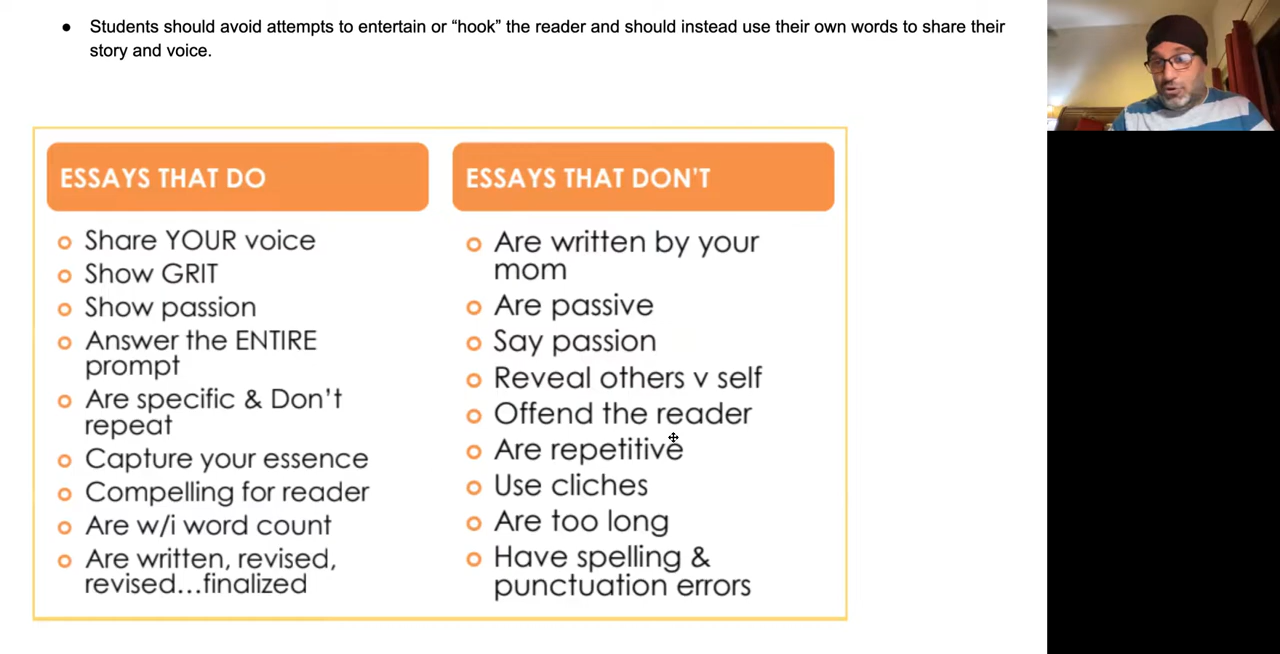 ● Students should avoid attempts to entertain or “hook” the reader and should instead use their own words to share their
story and voice.
ESSAYS THAT DO
Share YOUR voice
Show GRIT
Show passion
Answer the ENTIRE
prompt
Are specific & Don’t
repeat
Capture your essence
Compelling for reader
Are w/i word count
Are written, revised,
revised...finalized
ESSAYS THAT DON’T
Are written by your
mom
Are passive
Say passion
Reveal others v self
Offend the reader
Are repetitive
Use cliches
Are too long
Have spelling &
punctuation errors